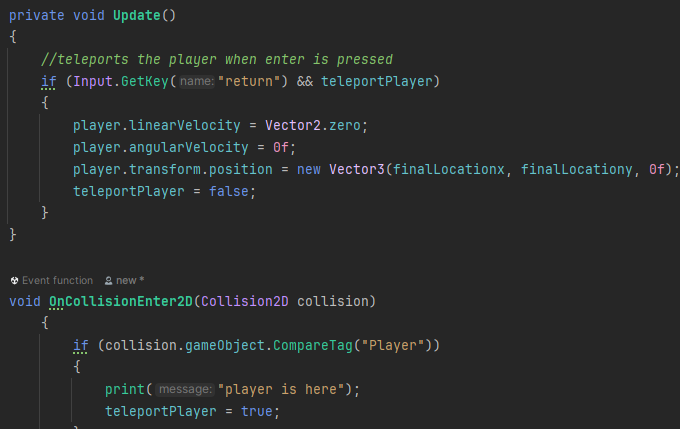 private void Update()
{
//teleports the player when enter is pressed
if (Input.GetKey( name: "return") && teleportPlayer)
{
player.linearVelocity = Vector2.zero;
player.angularVelocity = 0f;
player.transform.position = new Vector3(finalLocationx, finalLocationy, 0f);
teleportPlayer = false;
}
}
Event function new *
void OnCollisionEnter2D(Collision2D collision)
{
if (collision.gameObject.CompareTag("Player"))
{
print( message: "player is here");
teleportPlayer = true;
}